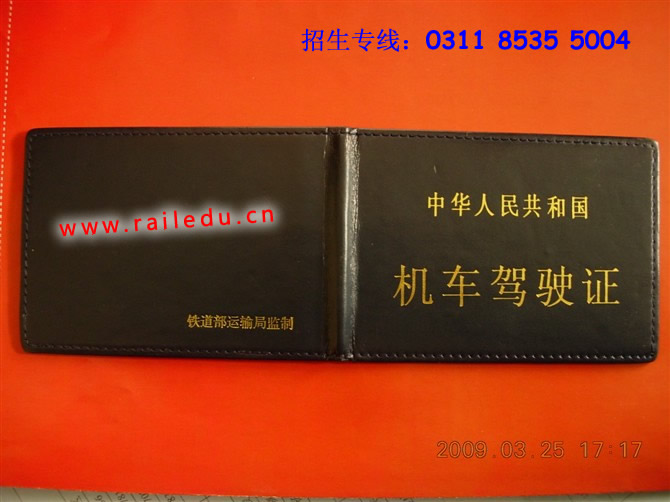 招生专线：0311 8535 5004
中华人民共和国
www.railedu.cn
机车驾驶证
铁道部运输局监制
2009.03.25 17:17